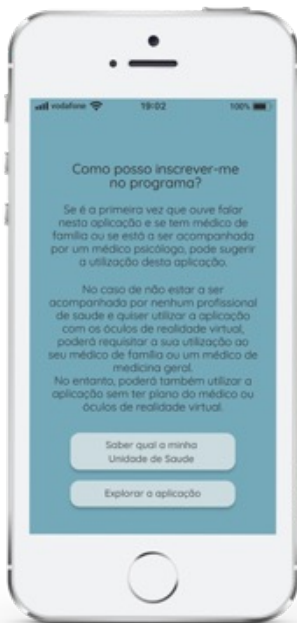 vodafone 19:02 100%
Como posso inscrever-me
no programa?
Se é a primeira vez que ouve falar
nesta aplicação e se tem médico de
família ou se está a ser acompanhada
por um médico psicólogo, pode sugerir
a utilização desta aplicação.
No caso de não estar a ser
acompanhada por nenhum profissional
de saude e quiser utilizar a aplicação
com os óculos de realidade virtual,
poderá requisitar a sua utilização ao
seu médico de família ou um médico de
medicina geral.
No entanto, poderá também utilizar a
aplicação sem ter plano do médico ou
óculos de realidade virtual.
Saber qual a minha
Unidade de Saude
Explorar a aplicação